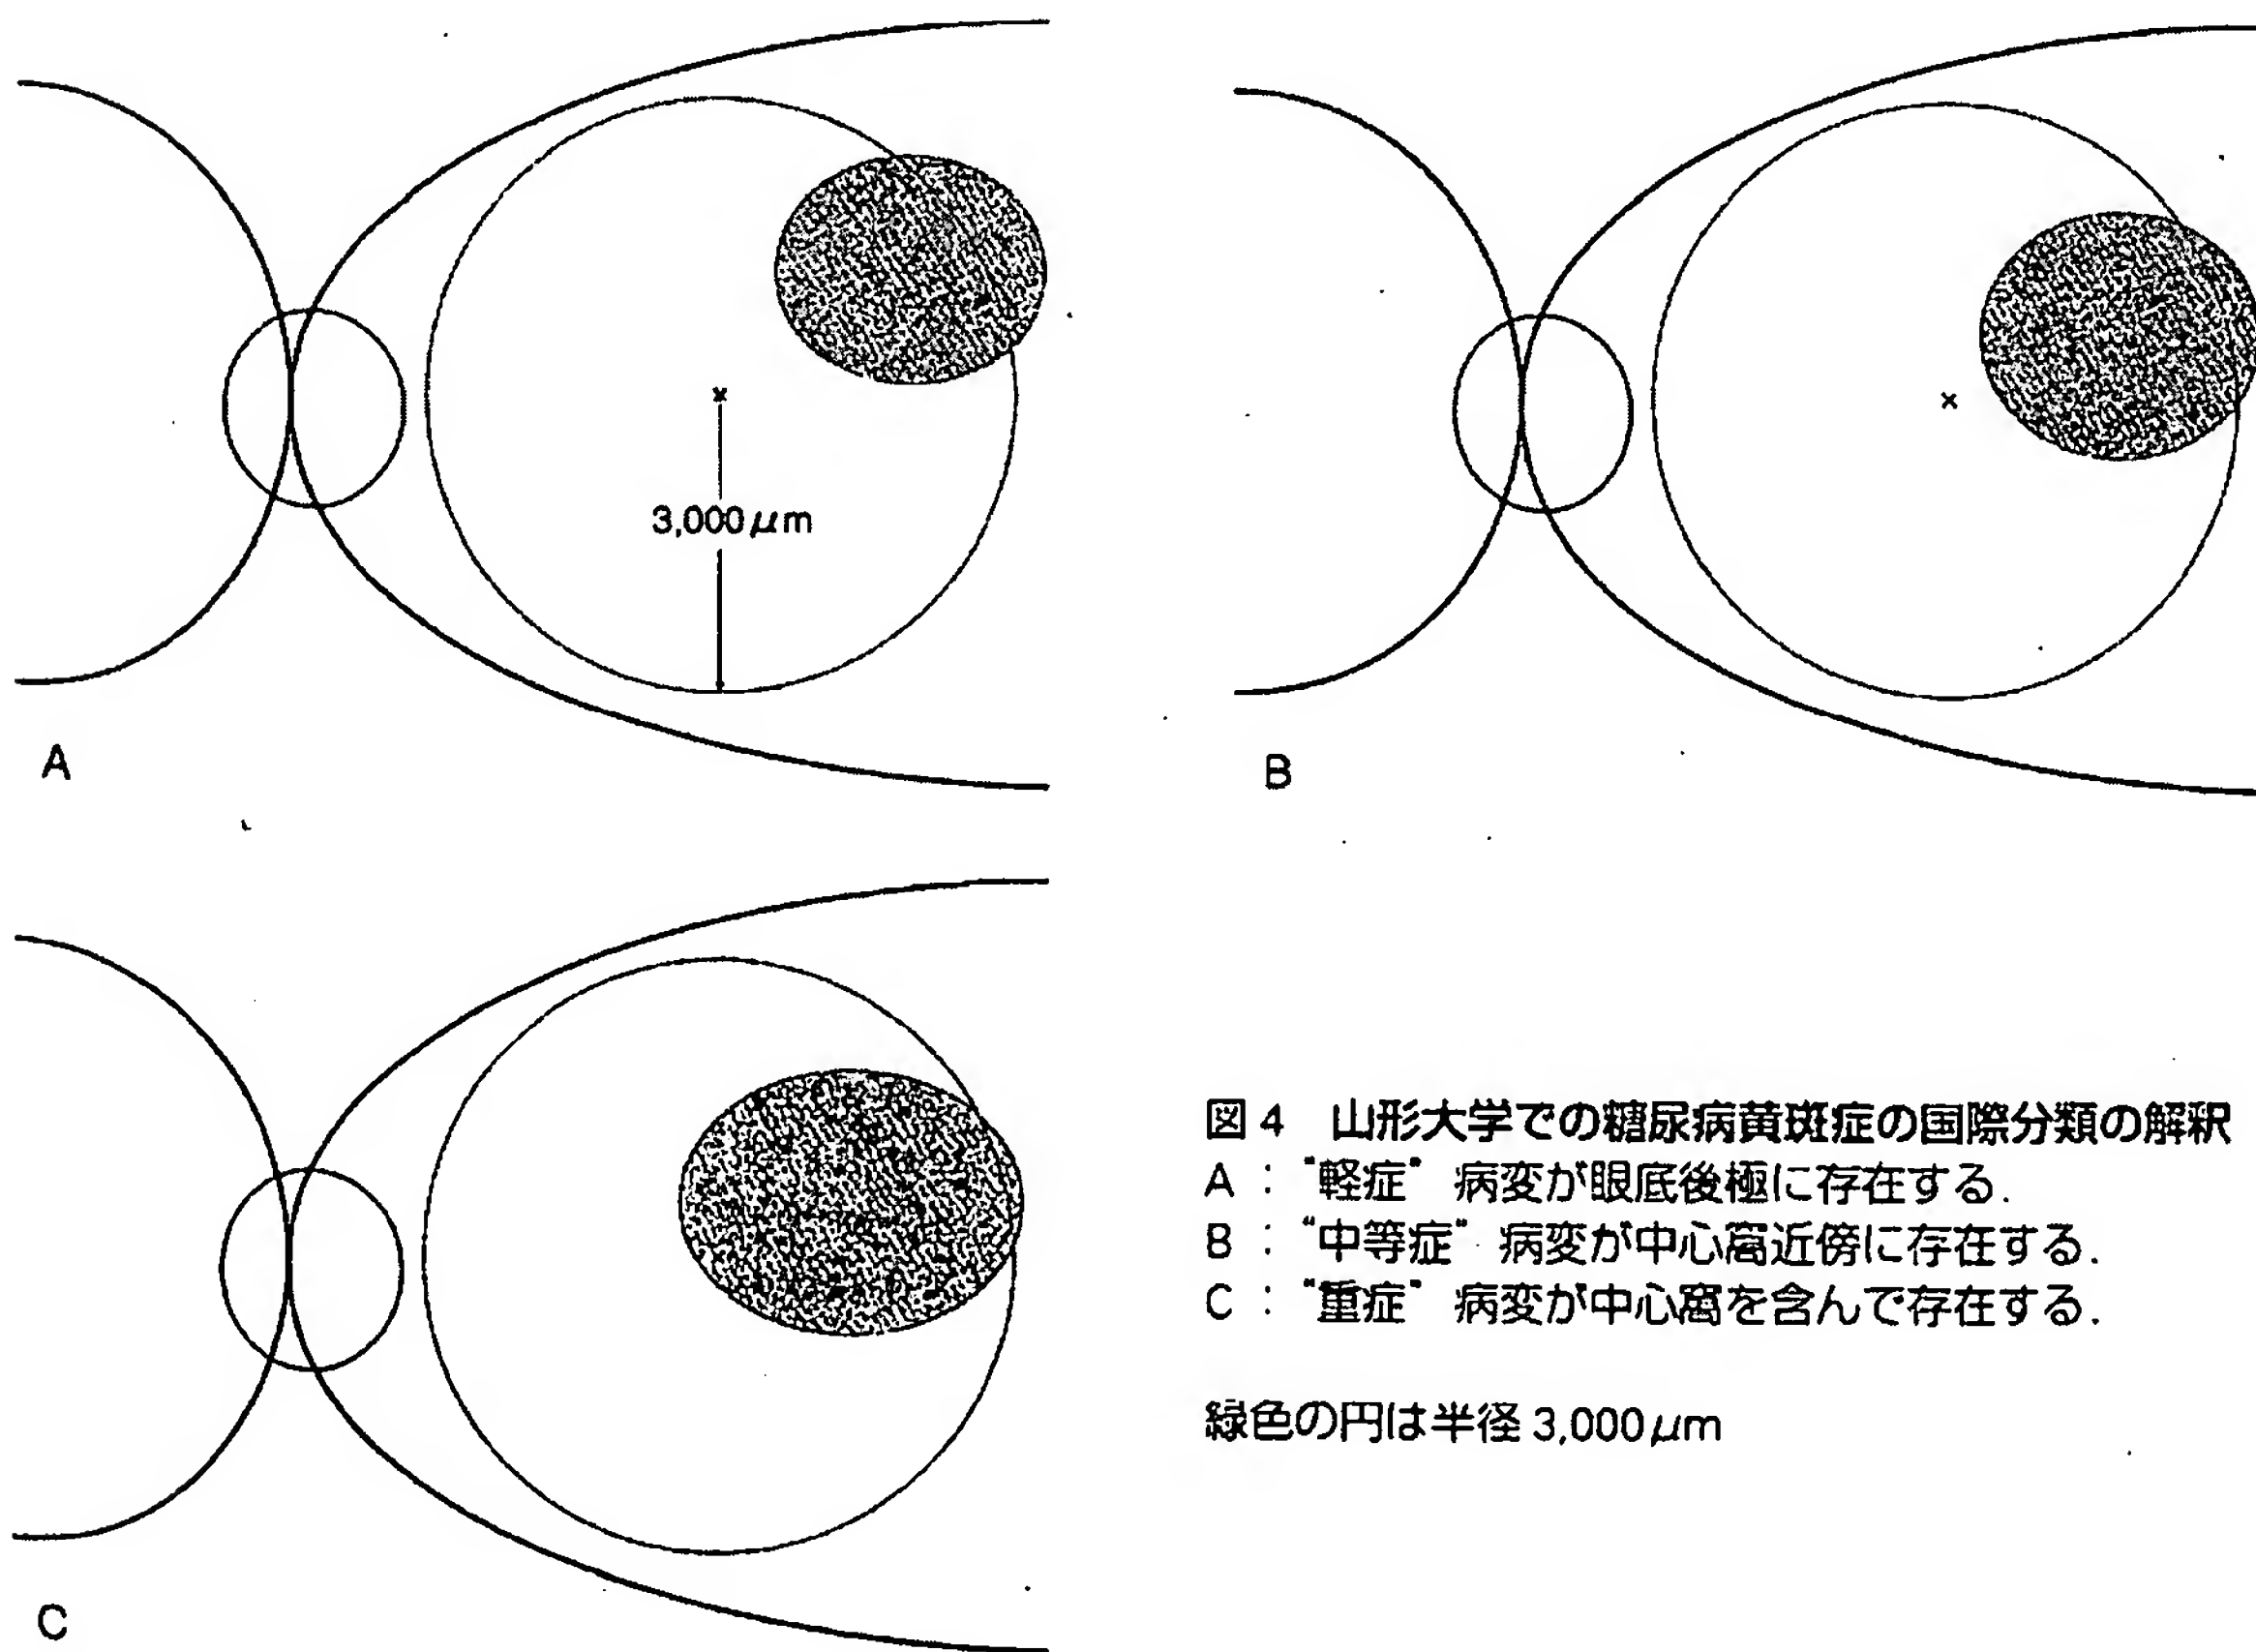 3,000μm
A
B
C
図4 山形大学での糖尿病黄斑症の国際分類の解釈
A:“軽症” 病変が眼底後極に存在する.
B:“中等症” 病変が中心窩近傍に存在する.
C:“重症” 病変が中心窩を含んで存在する.
緑色の円は半径3,000μm